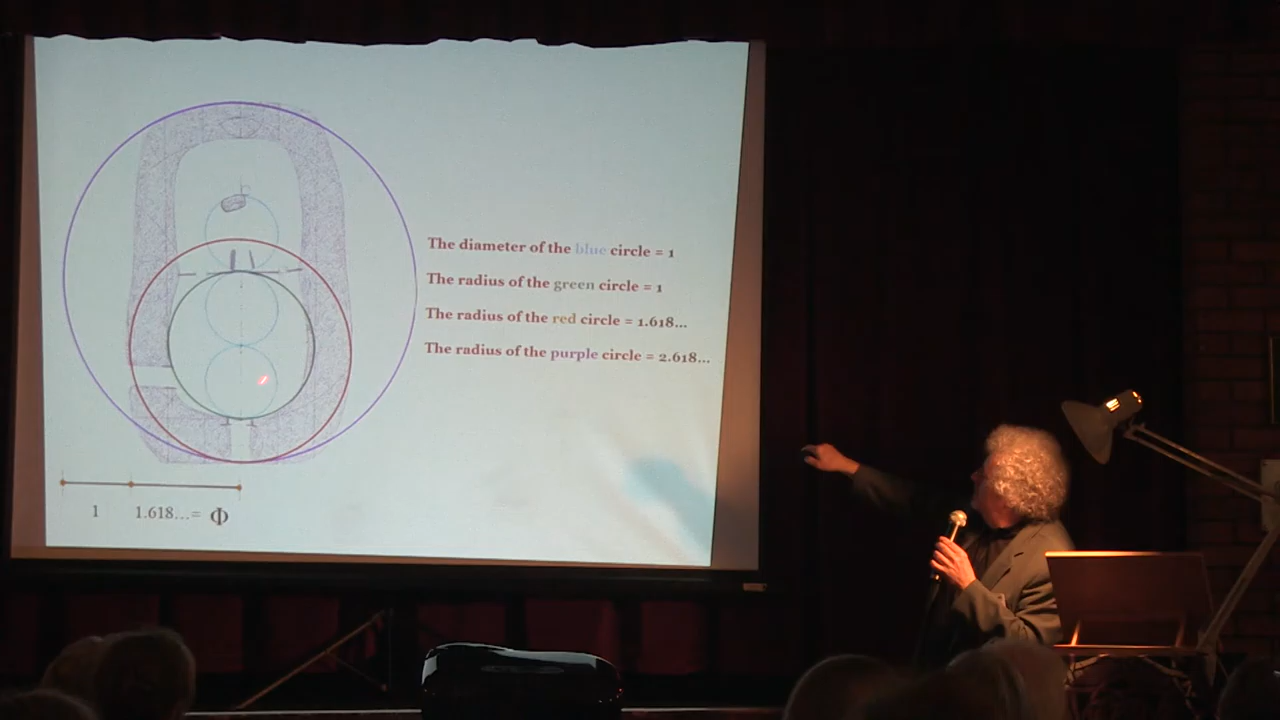 The diameter of the blue circle = 1
The radius of the green circle = 1
The radius of the red circle = 1.618...
The radius of the purple circle = 2.618...
1 1.618...= Φ